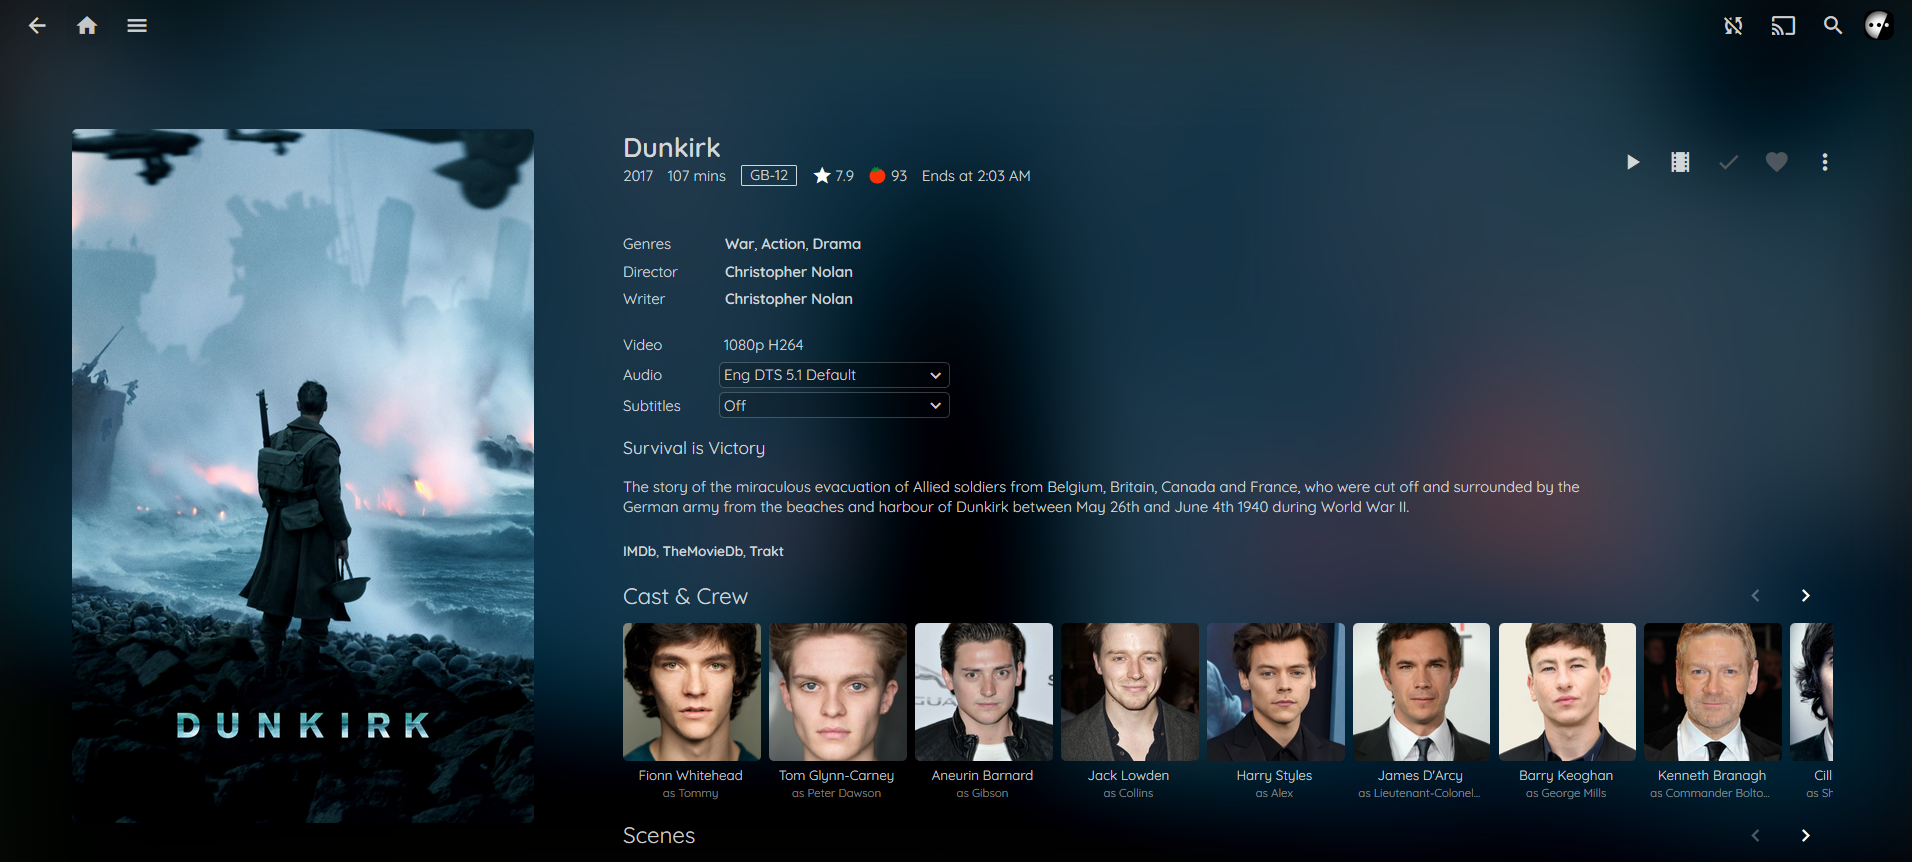 Dunkirk
2017 107 mins GB-12 7.9 93 Ends at 2:03 AM
Genres War, Action, Drama
Director Christopher Nolan
Writer Christopher Nolan
Video 1080p H264
Audio Eng DTS 5.1 Default
Subtitles Off
Survival is Victory
The story of the miraculous evacuation of Allied soldiers from Belgium, Britain, Canada and France, who were cut off and surrounded by the
German army from the beaches and harbour of Dunkirk between May 26th and June 4th 1940 during World War II.
IMDb, TheMovieDb, Trakt
DUNKIRK
Cast & Crew
Fionn Whitehead
as Tommy
Tom Glynn-Carney
as Peter Dawson
Aneurin Barnard
as Gibson
Jack Lowden
as Collins
Harry Styles
as Alex
James D'Arcy
as Lieutenant-Colonel...
Barry Keoghan
as George Mills
Kenneth Branagh
as Commander Bolto...
Cill
as Sh
Scenes